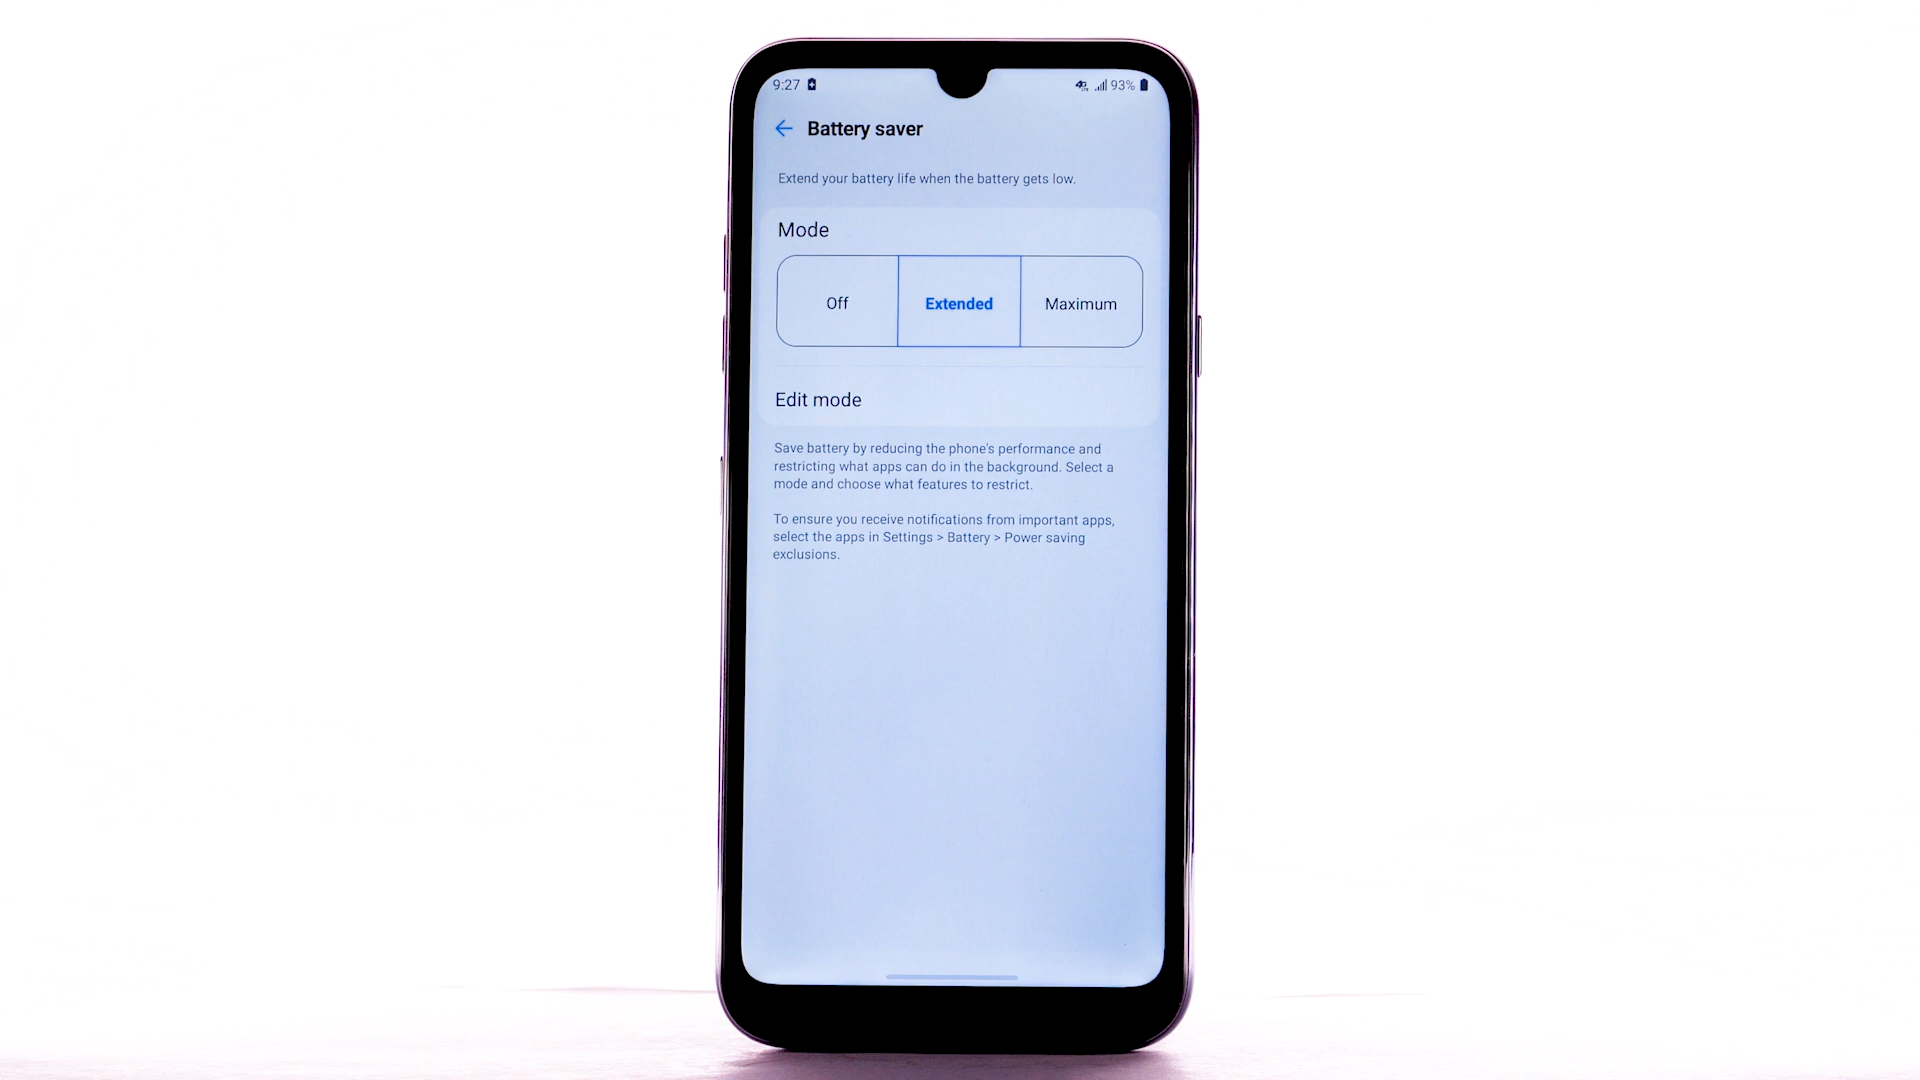 9:27 4G 93%
Battery saver
Extend your battery life when the battery gets low.
Mode
Off Extended Maximum
Edit mode
Save battery by reducing the phone's performance and
restricting what apps can do in the background. Select a
mode and choose what features to restrict.
To ensure you receive notifications from important apps,
select the apps in Settings > Battery > Power saving
exclusions.